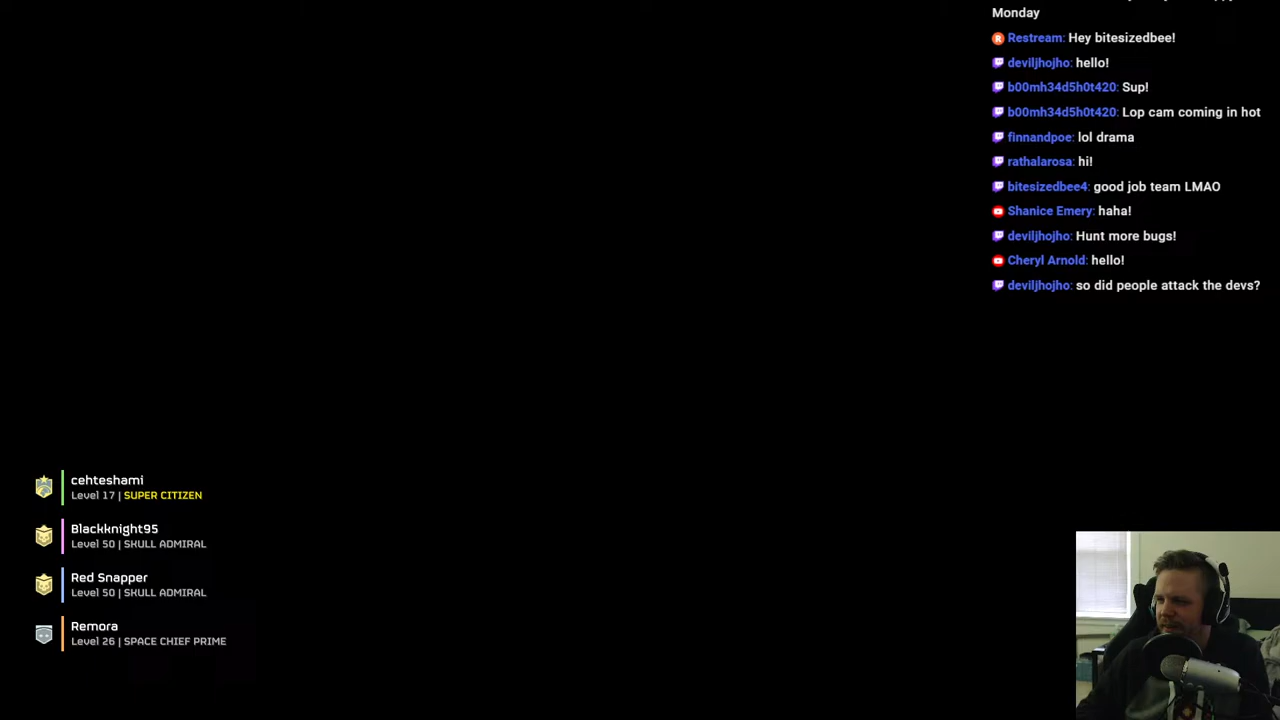 Monday
Restream: Hey bitesizedbee!
deviljhojho: hello!
b00mh34d5h0t420: Sup!
b00mh34d5h0t420: Lop cam coming in hot
finnandpoe: lol drama
rathalarosa: hi!
bitesizedbee4: good job team LMAO
Shanice Emery: haha!
deviljhojho: Hunt more bugs!
Cheryl Arnold: hello!
deviljhojho: so did people attack the devs?
cehteshami
Level 17 | SUPER CITIZEN
Blackknight95
Level 50 | SKULL ADMIRAL
Red Snapper
Level 50 | SKULL ADMIRAL
Remora
Level 26 | SPACE CHIEF PRIME